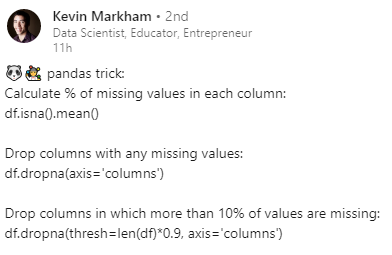 Kevin Markham • 2nd
Data Scientist, Educator, Entrepreneur
11h
🐼🤹‍♂️ pandas trick:
Calculate % of missing values in each column:
df.isna().mean()
Drop columns with any missing values:
df.dropna(axis='columns')
Drop columns in which more than 10% of values are missing:
df.dropna(thresh=len(df)*0.9, axis='columns')